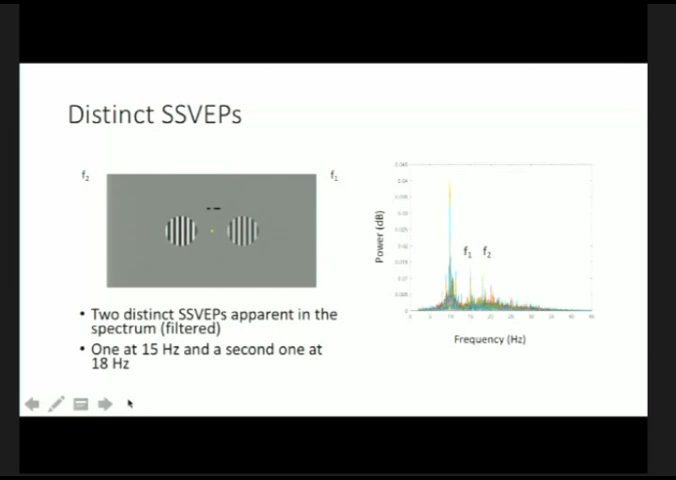 Distinct SSVEPs
f₂
f₁
• Two distinct SSVEPs apparent in the
spectrum (filtered)
• One at 15 Hz and a second one at
18 Hz
Power (dB)
f₁ f₂
Frequency (Hz)